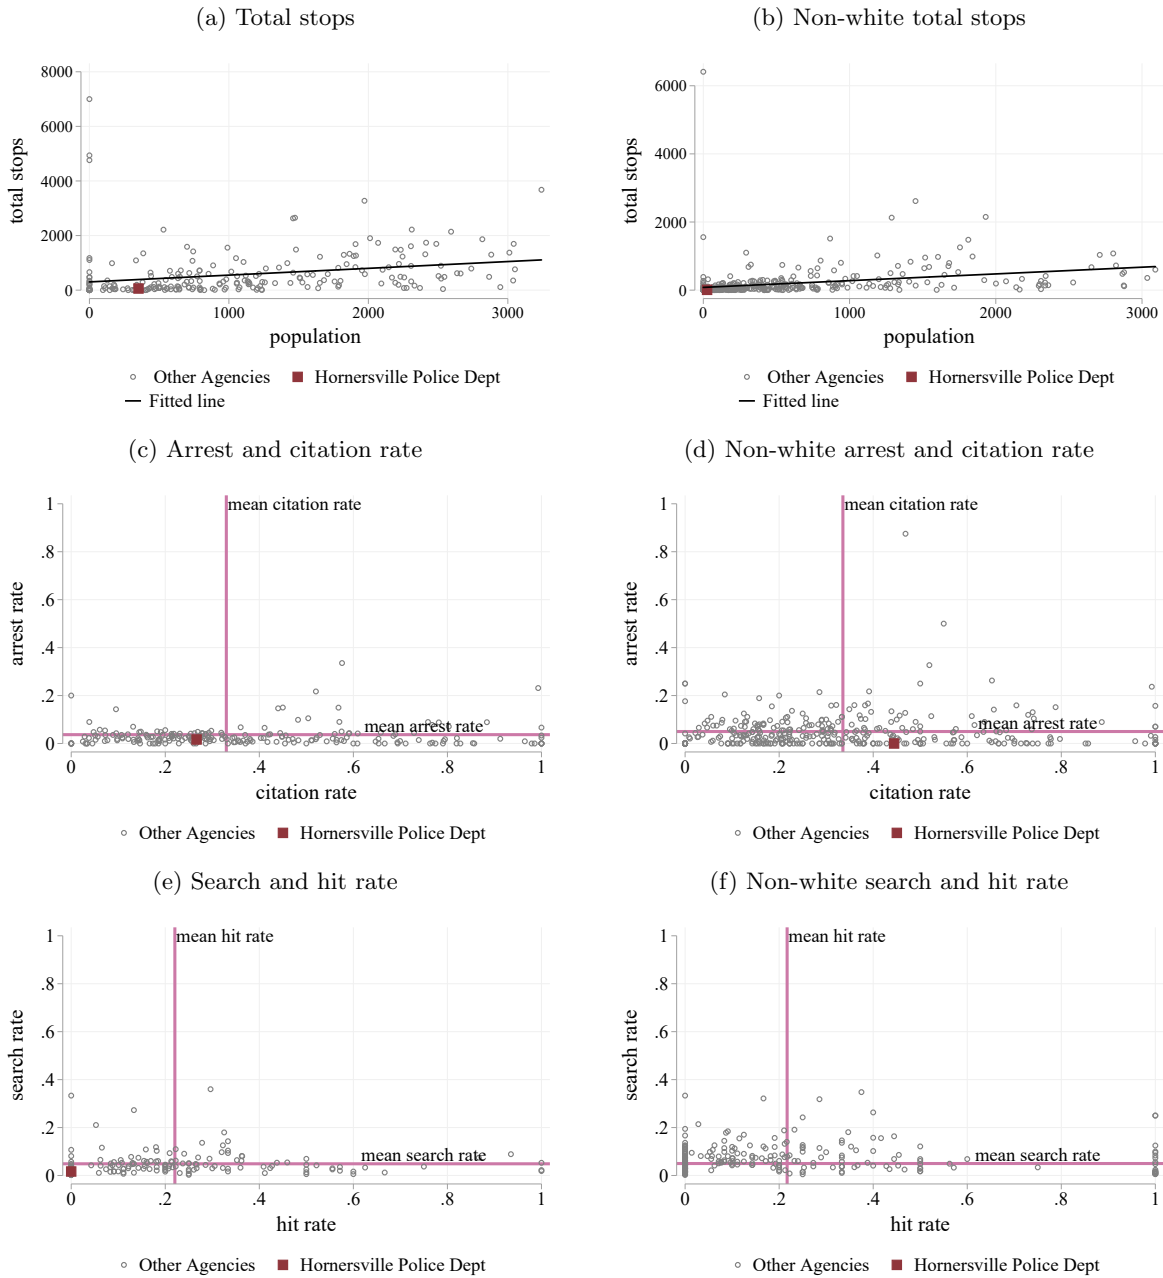 (a) Total stops
8000
6000
4000
2000
0
0 1000 2000 3000
total stops
population
Other Agencies Hornersville Police Dept
Fitted line
(b) Non-white total stops
6000
4000
2000
0
0 1000 2000 3000
total stops
population
Other Agencies Hornersville Police Dept
Fitted line
(c) Arrest and citation rate
1
.8
.6
.4
.2
0
0 .2 .4 .6 .8 1
mean citation rate
mean arrest rate
arrest rate
citation rate
Other Agencies Hornersville Police Dept
(d) Non-white arrest and citation rate
1
.8
.6
.4
.2
0
0 .2 .4 .6 .8 1
mean citation rate
mean arrest rate
arrest rate
citation rate
Other Agencies Hornersville Police Dept
(e) Search and hit rate
1
.8
.6
.4
.2
0
0 .2 .4 .6 .8 1
mean hit rate
mean search rate
search rate
hit rate
Other Agencies Hornersville Police Dept
(f) Non-white search and hit rate
1
.8
.6
.4
.2
0
0 .2 .4 .6 .8 1
mean hit rate
mean search rate
search rate
hit rate
Other Agencies Hornersville Police Dept